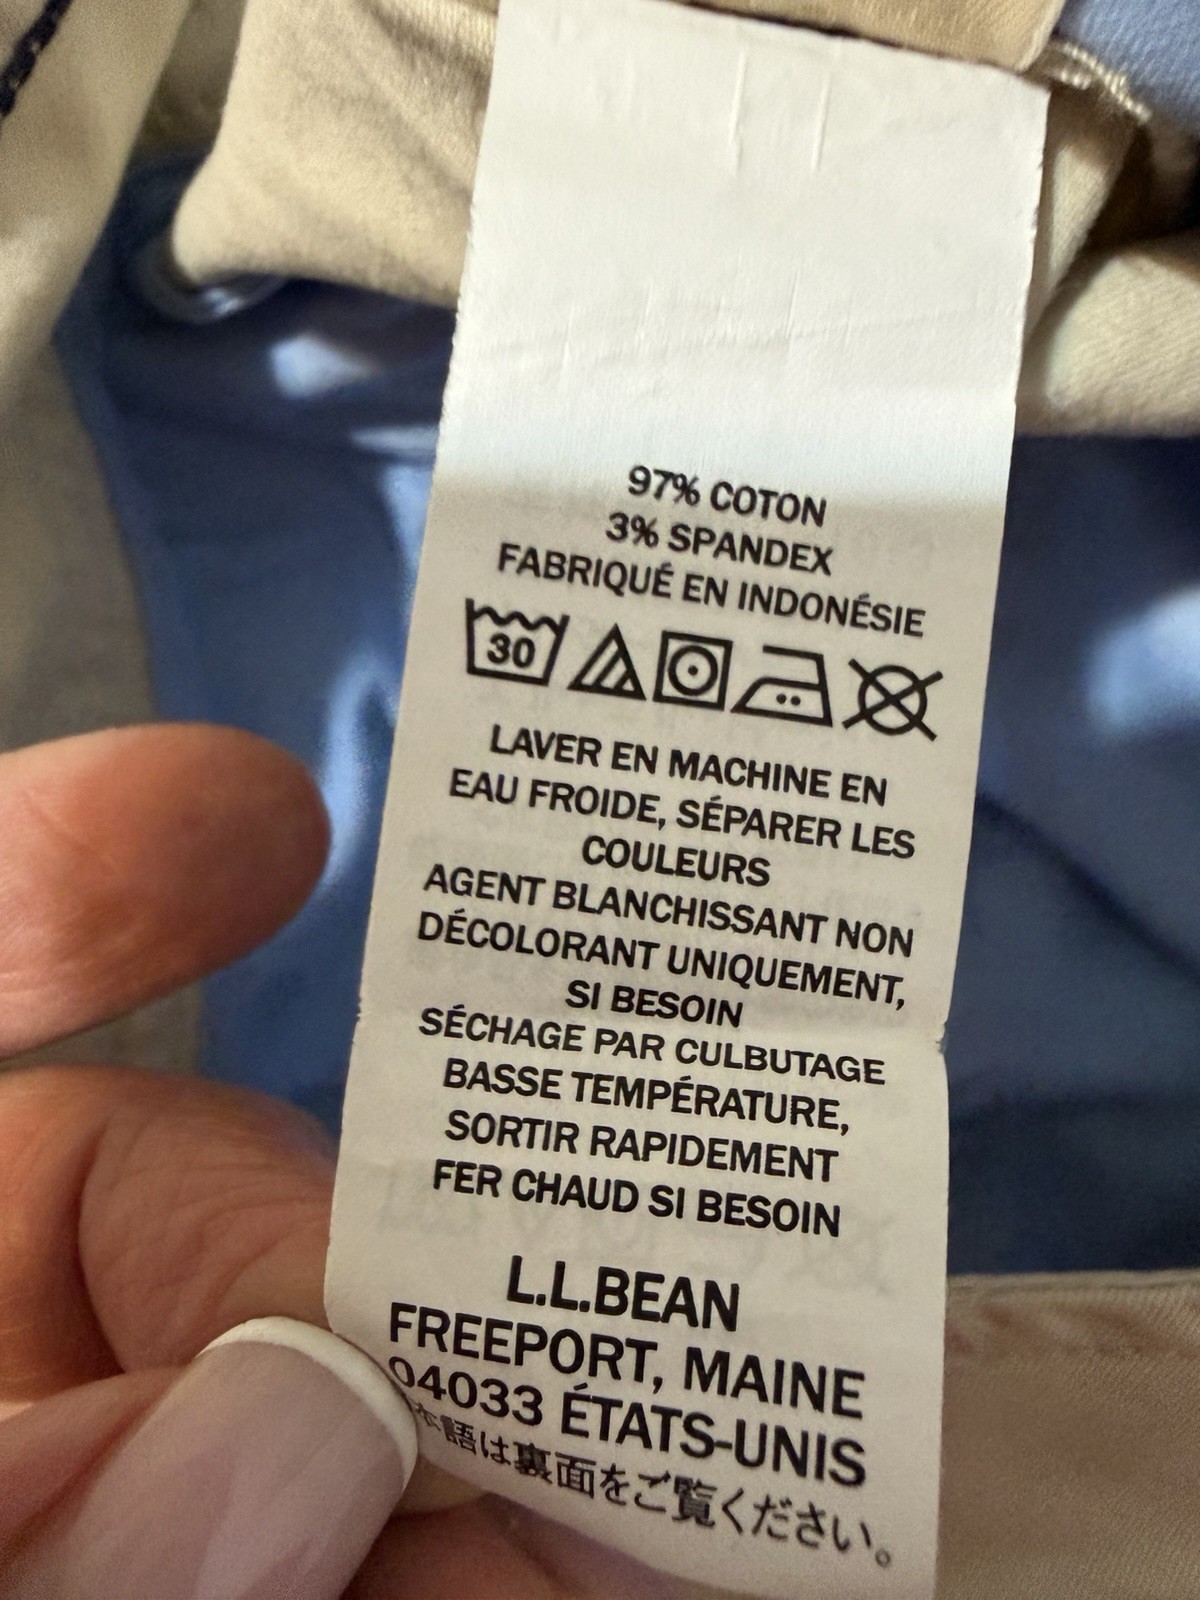 97% COTON
3% SPANDEX
FABRIQUÉ EN INDONÉSIE
30
LAVER EN MACHINE EN
EAU FROIDE, SÉPARER LES
COULEURS
AGENT BLANCHISSANT NON
DÉCOLORANT UNIQUEMENT,
SI BESOIN
SÉCHAGE PAR CULBUTAGE
BASSE TEMPÉRATURE,
SORTIR RAPIDEMENT
FER CHAUD SI BESOIN
L.L.BEAN
FREEPORT, MAINE
04033 ÉTATS-UNIS
本語は裏面をご覧ください。